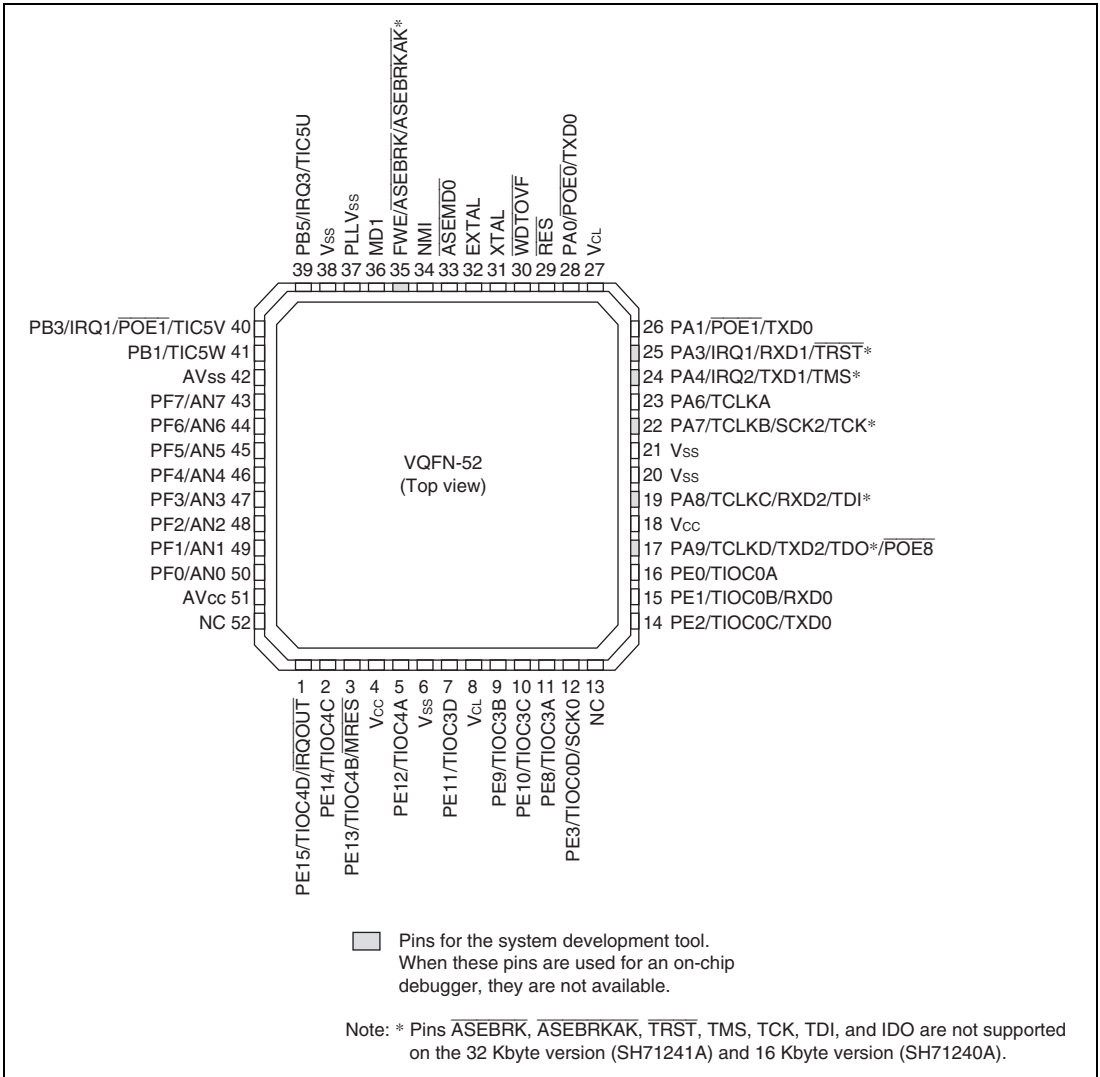 PB5/IRQ3/TIC5U
Vss
PLLVss
MD1
FWE/ASEBRK/ASEBRKAK*
NMI
ASEMD0
EXTAL
XTAL
WDTOVF
RES
PA0/POE0/TXD0
VCL
39 38 37 36 35 34 33 32 31 30 29 28 27
PB3/IRQ1/POE1/TIC5V 40
PB1/TIC5W 41
AVss 42
PF7/AN7 43
PF6/AN6 44
PF5/AN5 45
PF4/AN4 46
PF3/AN3 47
PF2/AN2 48
PF1/AN1 49
PF0/AN0 50
AVcc 51
NC 52
VQFN-52
(Top view)
26 PA1/POE1/TXD0
25 PA3/IRQ1/RXD1/TRST*
24 PA4/IRQ2/TXD1/TMS*
23 PA6/TCLKA
22 PA7/TCLKB/SCK2/TCK*
21 Vss
20 Vss
19 PA8/TCLKC/RXD2/TDI*
18 Vcc
17 PA9/TCLKD/TXD2/TDO*/POE8
16 PE0/TIOC0A
15 PE1/TIOC0B/RXD0
14 PE2/TIOC0C/TXD0
1 2 3 4 5 6 7 8 9 10 11 12 13
PE15/TIOC4D/IRQOUT
PE14/TIOC4C
PE13/TIOC4B/MRES
Vcc
PE12/TIOC4A
Vss
PE11/TIOC3D
VCL
PE9/TIOC3B
PE10/TIOC3C
PE8/TIOC3A
PE3/TIOC0D/SCK0
NC
Pins for the system development tool.
When these pins are used for an on-chip
debugger, they are not available.
Note: * Pins ASEBRK, ASEBRKAK, TRST, TMS, TCK, TDI, and IDO are not supported
on the 32 Kbyte version (SH71241A) and 16 Kbyte version (SH71240A).